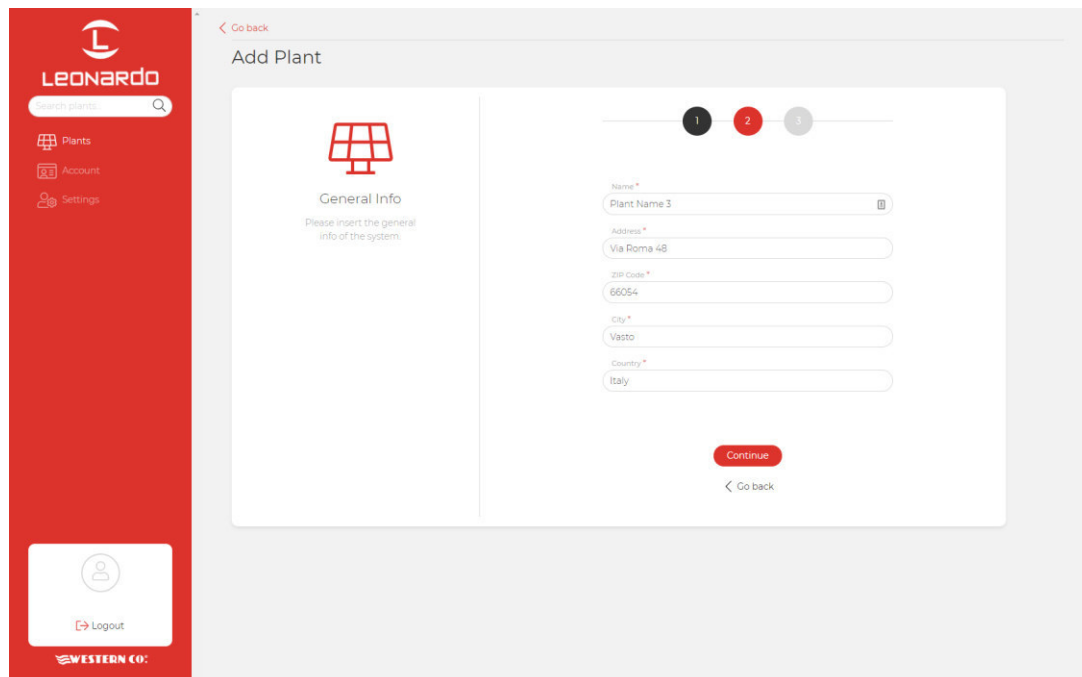 LEONARDO
Search plants..
Plants
Account
Settings
Logout
WESTERN CO.
Go back
Add Plant
General Info
Please insert the general
info of the system.
1 2 3
Name *
Plant Name 3
Address *
Via Roma 48
ZIP Code *
66054
City *
Vasto
Country *
Italy
Continue
Go back